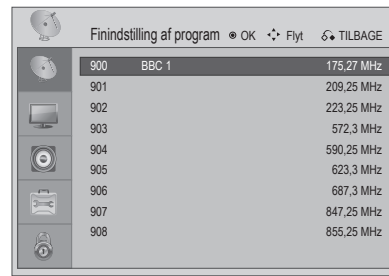 Finindstilling af program OK Flyt TILBAGE
900 BBC 1 175,27 MHz
901 209,25 MHz
902 223,25 MHz
903 572,3 MHz
904 590,25 MHz
905 623,3 MHz
906 687,3 MHz
907 847,25 MHz
908 855,25 MHz